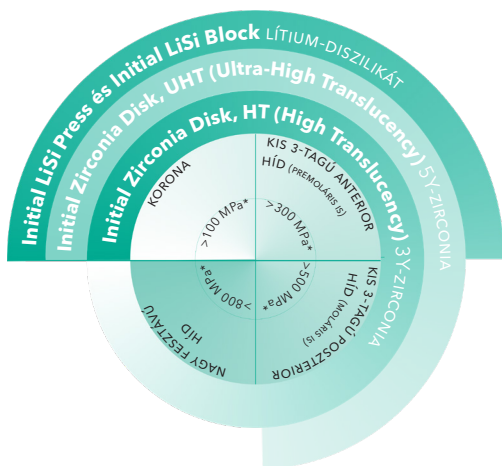 Initial LiSi Press és Initial LiSi Block LÍTIUM-DISZILIKÁT
Initial Zirconia Disk, UHT (Ultra-High Translucency) 5Y-ZIRCONIA
Initial Zirconia Disk, HT (High Translucency) 3Y-ZIRCONIA
KORONA
>100 MPa*
KIS 3-TAGÚ ANTERIOR
HÍD (PREMOLÁRIS IS)
>300 MPa*
KIS 3-TAGÚ POSZTERIOR
HÍD (MOLÁRIS IS)
>500 MPa*
NAGY FESZTÁVÚ
HÍD
>800 MPa*